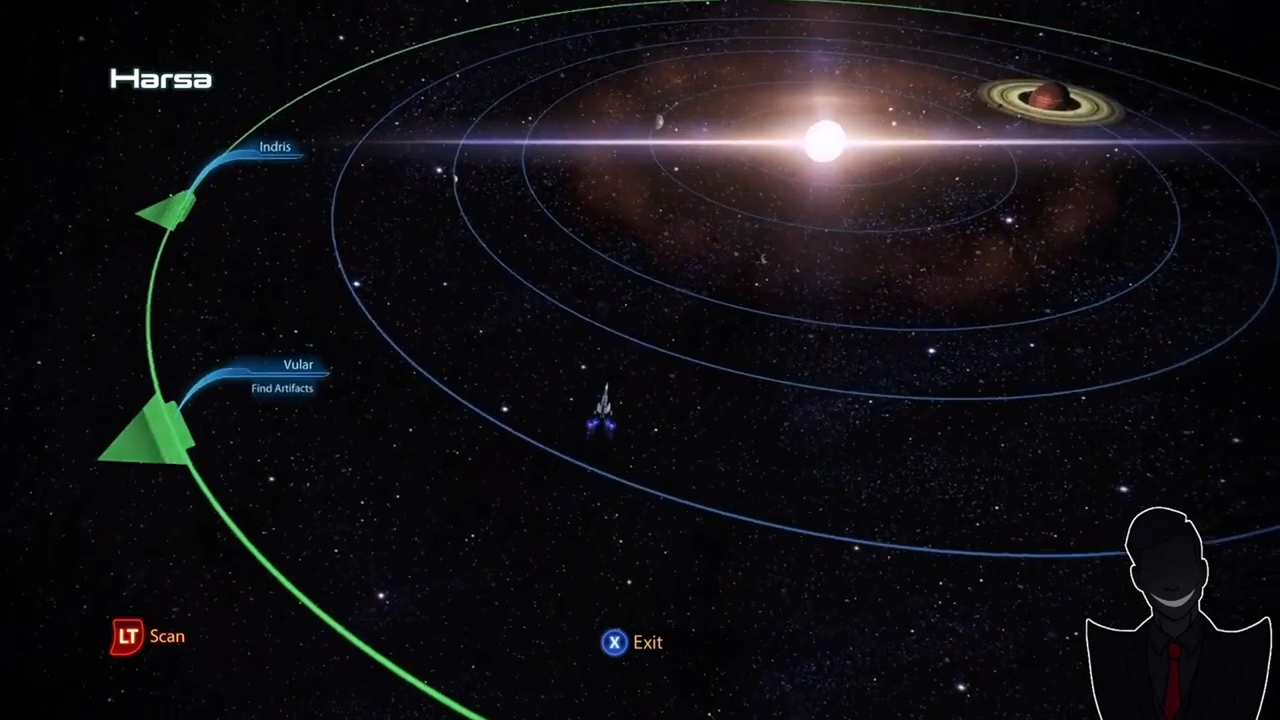 Harsa
Indris
Vular
Find Artifacts
LT Scan
X Exit